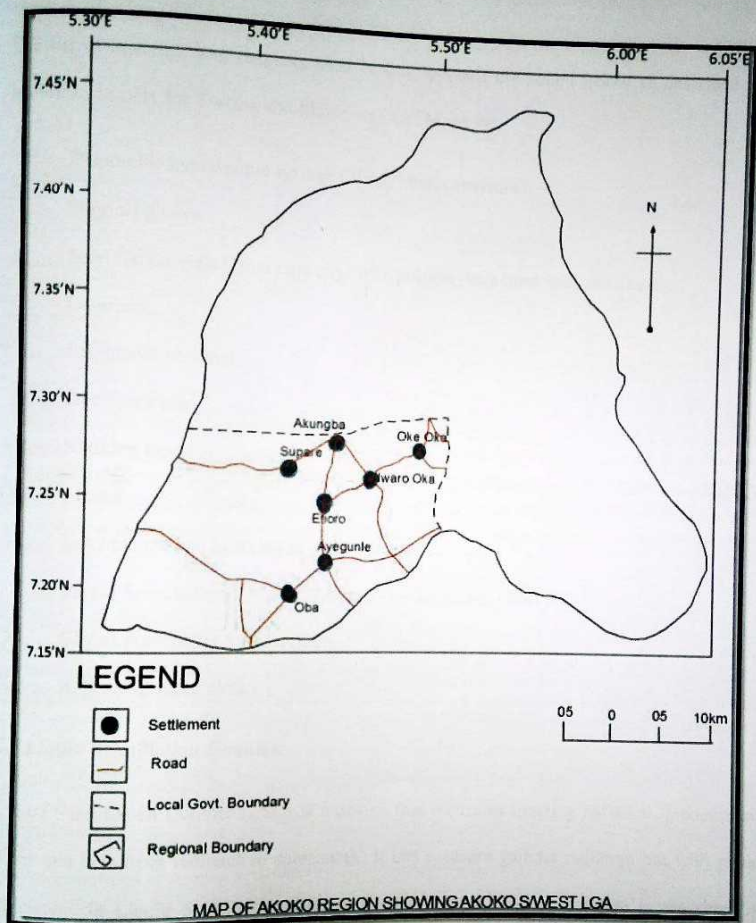 5.30'E 5.40'E 5.50'E 6.00'E 6.05'E
7.45'N
7.40'N
N
7.35'N
7.30'N
Akungba
Oke Oka
Supare
Iwaro Oka
7.25'N
Eboro
Ayegunle
7.20'N
Oba
7.15'N
LEGEND
Settlement
05 0 05 10km
Road
Local Govt. Boundary
Regional Boundary
MAP OF AKOKO REGION SHOWING AKOKO S/WEST LGA